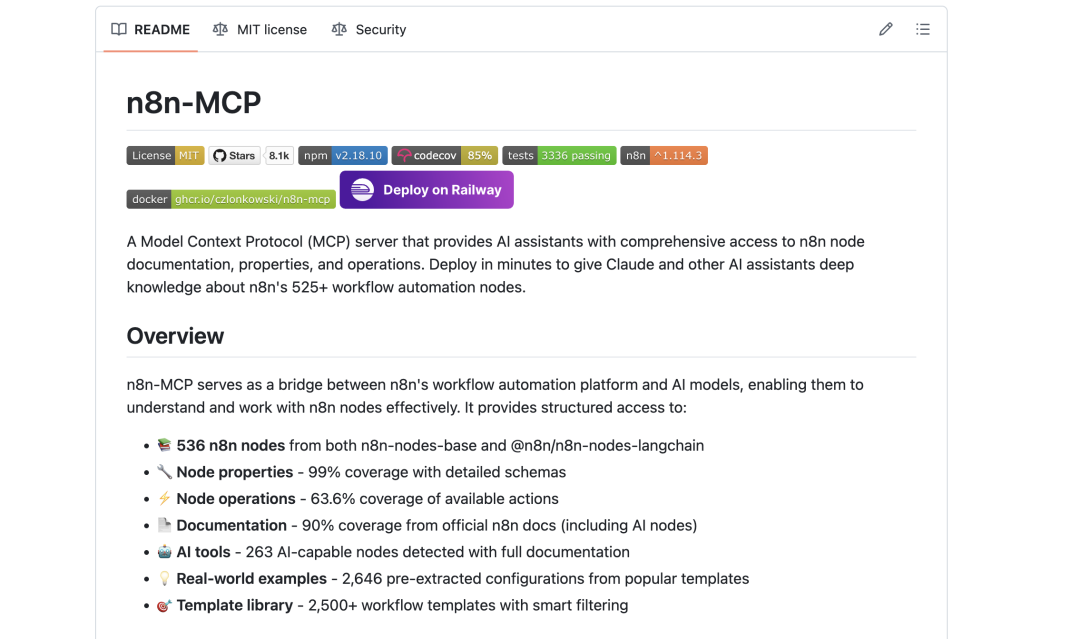 README MIT license Security
n8n-MCP
License MIT Stars 8.1k npm v2.18.10 codecov 85% tests 3336 passing n8n ^1.114.3
docker ghcr.io/czlonkowski/n8n-mcp Deploy on Railway
A Model Context Protocol (MCP) server that provides AI assistants with comprehensive access to n8n node
documentation, properties, and operations. Deploy in minutes to give Claude and other AI assistants deep
knowledge about n8n's 525+ workflow automation nodes.
Overview
n8n-MCP serves as a bridge between n8n's workflow automation platform and AI models, enabling them to
understand and work with n8n nodes effectively. It provides structured access to:
• 📚 536 n8n nodes from both n8n-nodes-base and @n8n/n8n-nodes-langchain
• 🔧 Node properties - 99% coverage with detailed schemas
• ⚡ Node operations - 63.6% coverage of available actions
• 📄 Documentation - 90% coverage from official n8n docs (including AI nodes)
• 🤖 AI tools - 263 AI-capable nodes detected with full documentation
• 💡 Real-world examples - 2,646 pre-extracted configurations from popular templates
• 🎯 Template library - 2,500+ workflow templates with smart filtering